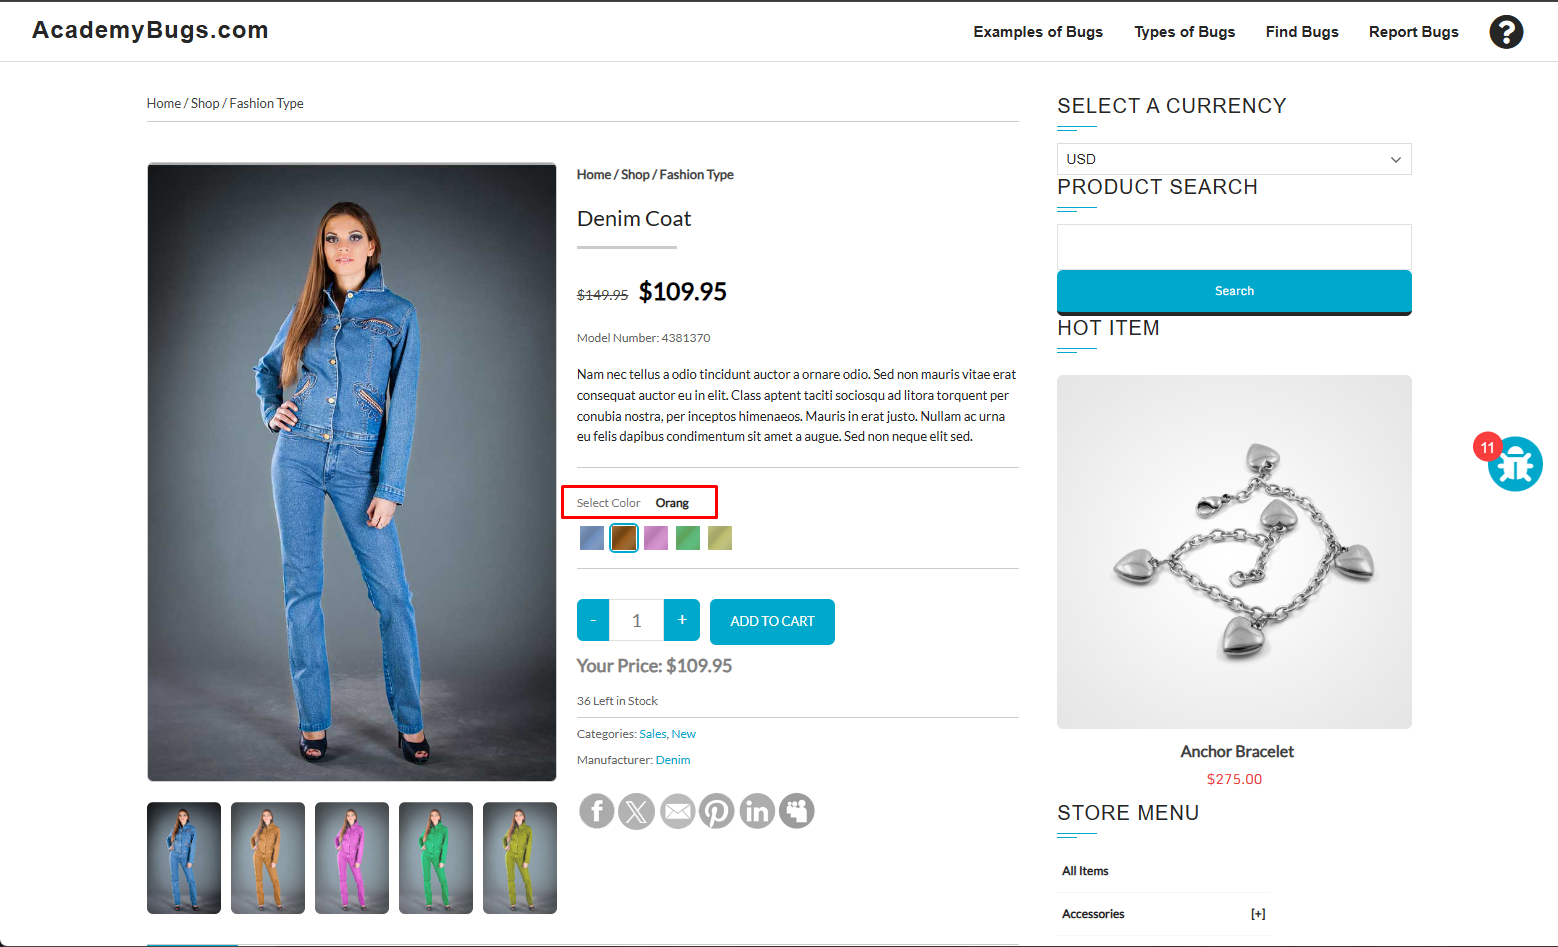 AcademyBugs.com
Examples of Bugs
Types of Bugs
Find Bugs
Report Bugs
?
Home / Shop / Fashion Type
Home / Shop / Fashion Type
Denim Coat
$149.95 $109.95
Model Number: 4381370
Nam nec tellus a odio tincidunt auctor a ornare odio. Sed non mauris vitae erat
consequat auctor eu in elit. Class aptent taciti sociosqu ad litora torquent per
conubia nostra, per inceptos himenaeos. Mauris in erat justo. Nullam ac urna
eu felis dapibus condimentum sit amet a augue. Sed non neque elit sed.
Select Color Orang
- 1 + ADD TO CART
Your Price: $109.95
36 Left in Stock
Categories: Sales, New
Manufacturer: Denim
SELECT A CURRENCY
USD
PRODUCT SEARCH
Search
HOT ITEM
Anchor Bracelet
$275.00
STORE MENU
All Items
Accessories [+]
11